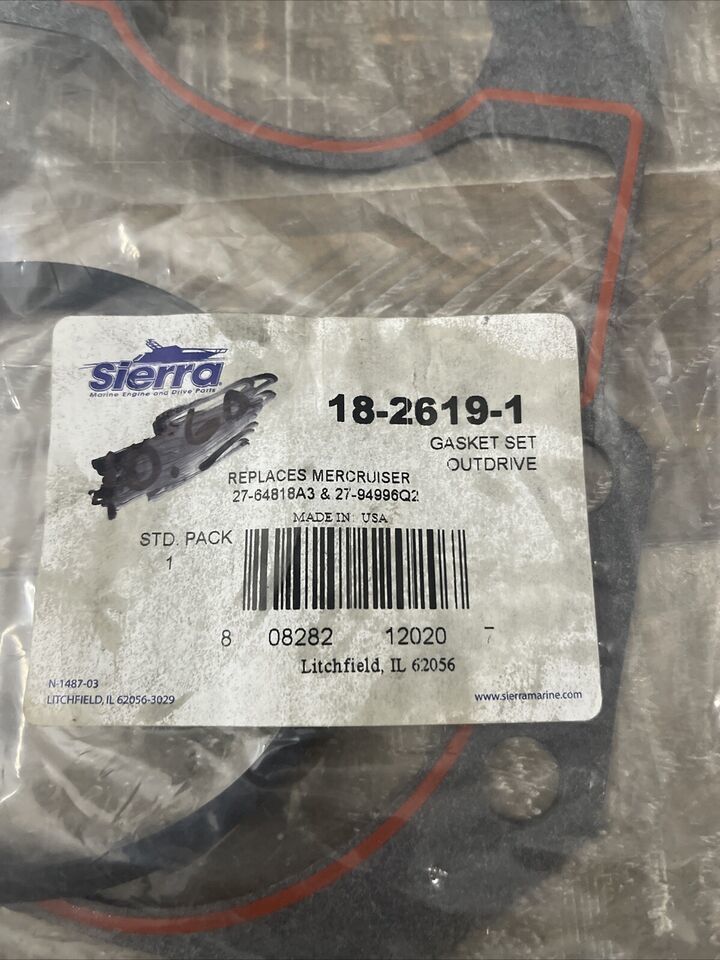 Sierra
Marine Engine and Drive Parts
18-2619-1
GASKET SET
OUTDRIVE
REPLACES MERCRUISER
27-64818A3 & 27-94996Q2
MADE IN: USA
STD. PACK
1
8 08282 12020 7
Litchfield, IL 62056
N-1487-03
LITCHFIELD, IL 62056-3029
www.sierramarine.com